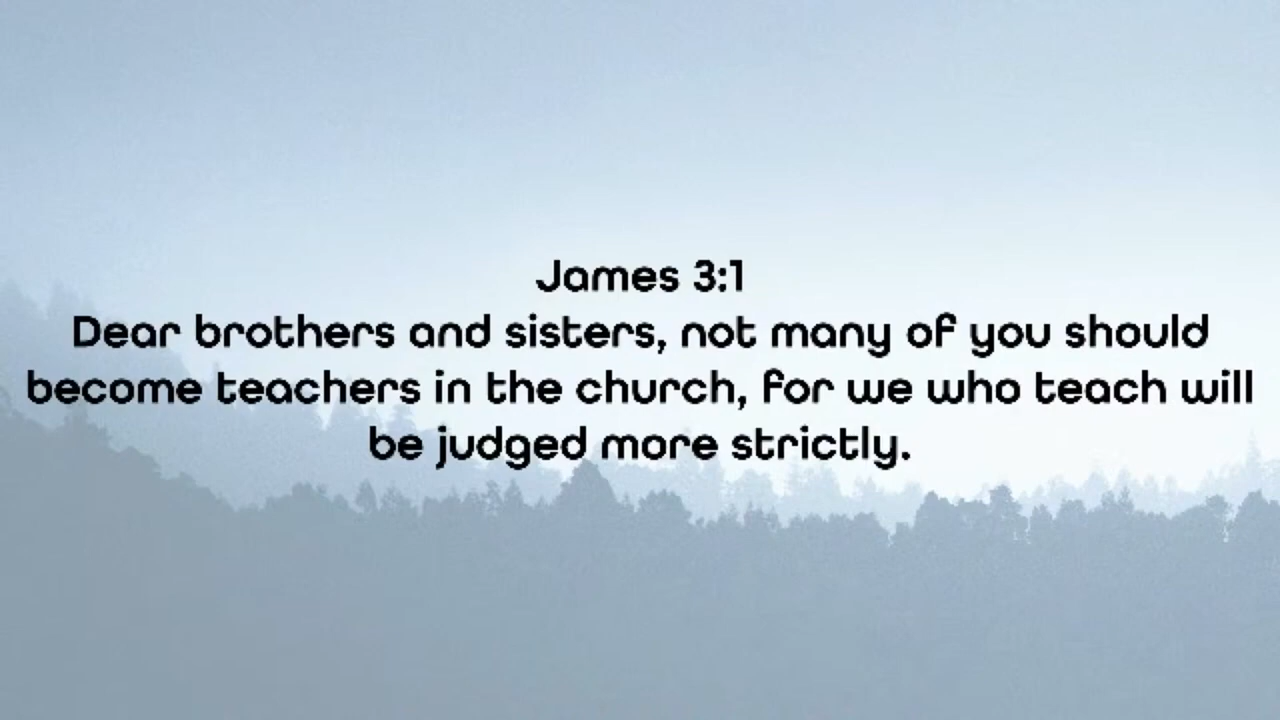 James 3:1
Dear brothers and sisters, not many of you should
become teachers in the church, for we who teach will
be judged more strictly.